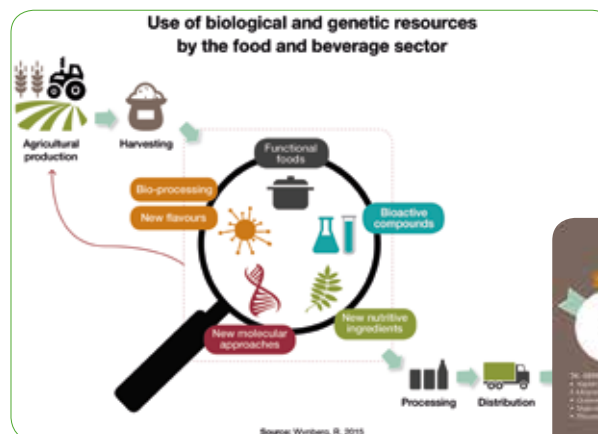 Use of biological and genetic resources
by the food and beverage sector
Agricultural
production
Harvesting
Functional
foods
Bio-processing
New flavours
Bioactive
compounds
New molecular
approaches
New nutritive
ingredients
Processing
Distribution
Source: Wynberg, R. 2015